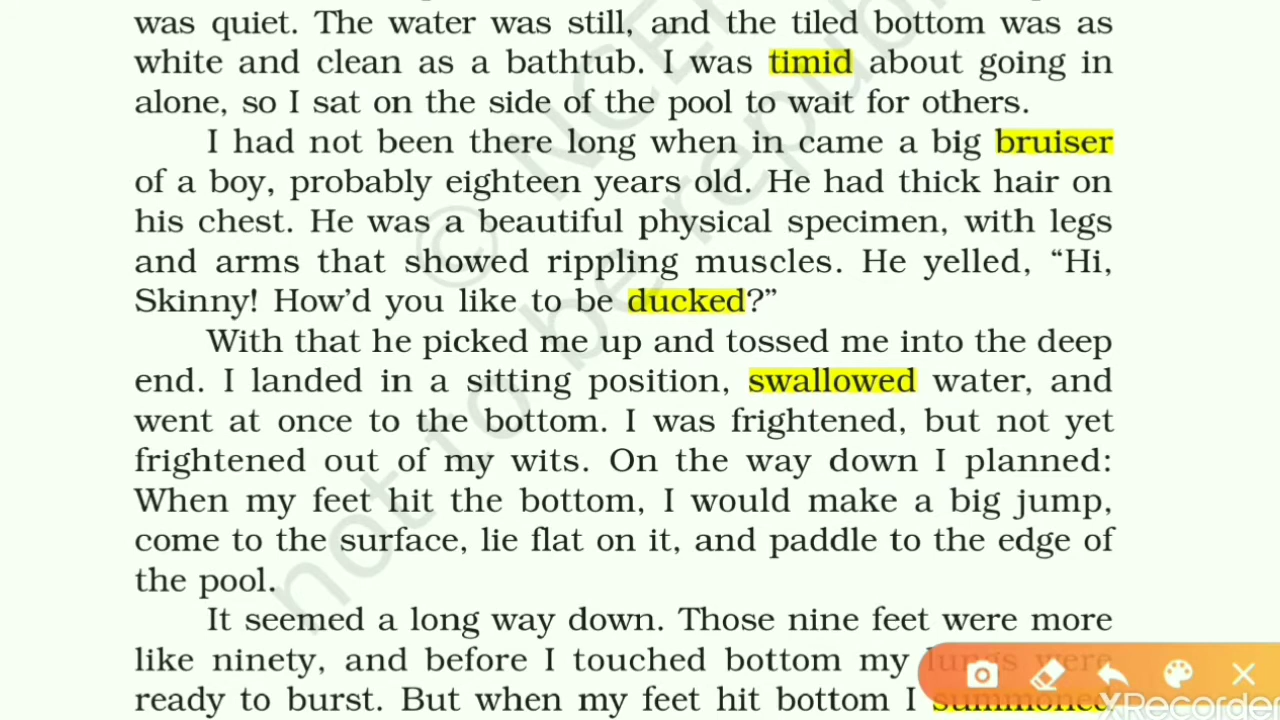 was quiet. The water was still, and the tiled bottom was as
white and clean as a bathtub. I was timid about going in
alone, so I sat on the side of the pool to wait for others.
I had not been there long when in came a big bruiser
of a boy, probably eighteen years old. He had thick hair on
his chest. He was a beautiful physical specimen, with legs
and arms that showed rippling muscles. He yelled, “Hi,
Skinny! How’d you like to be ducked?”
With that he picked me up and tossed me into the deep
end. I landed in a sitting position, swallowed water, and
went at once to the bottom. I was frightened, but not yet
frightened out of my wits. On the way down I planned:
When my feet hit the bottom, I would make a big jump,
come to the surface, lie flat on it, and paddle to the edge of
the pool.
It seemed a long way down. Those nine feet were more
like ninety, and before I touched bottom my lungs were
ready to burst. But when my feet hit bottom I summoned
XRecorder
© NCE
not to be republi